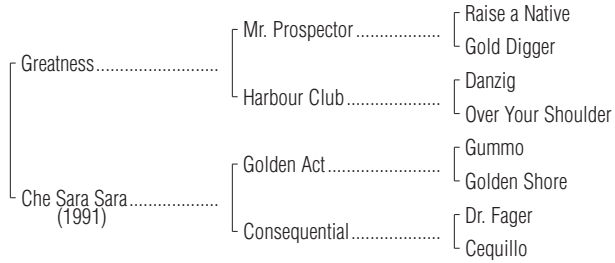 Raise a Native
Mr. Prospector ..................
Gold Digger
Greatness..........................
Danzig
Harbour Club ....................
Over Your Shoulder
Gummo
Golden Act ........................
Golden Shore
Che Sara Sara ...................
(1991)
Dr. Fager
Consequential ...................
Cequillo